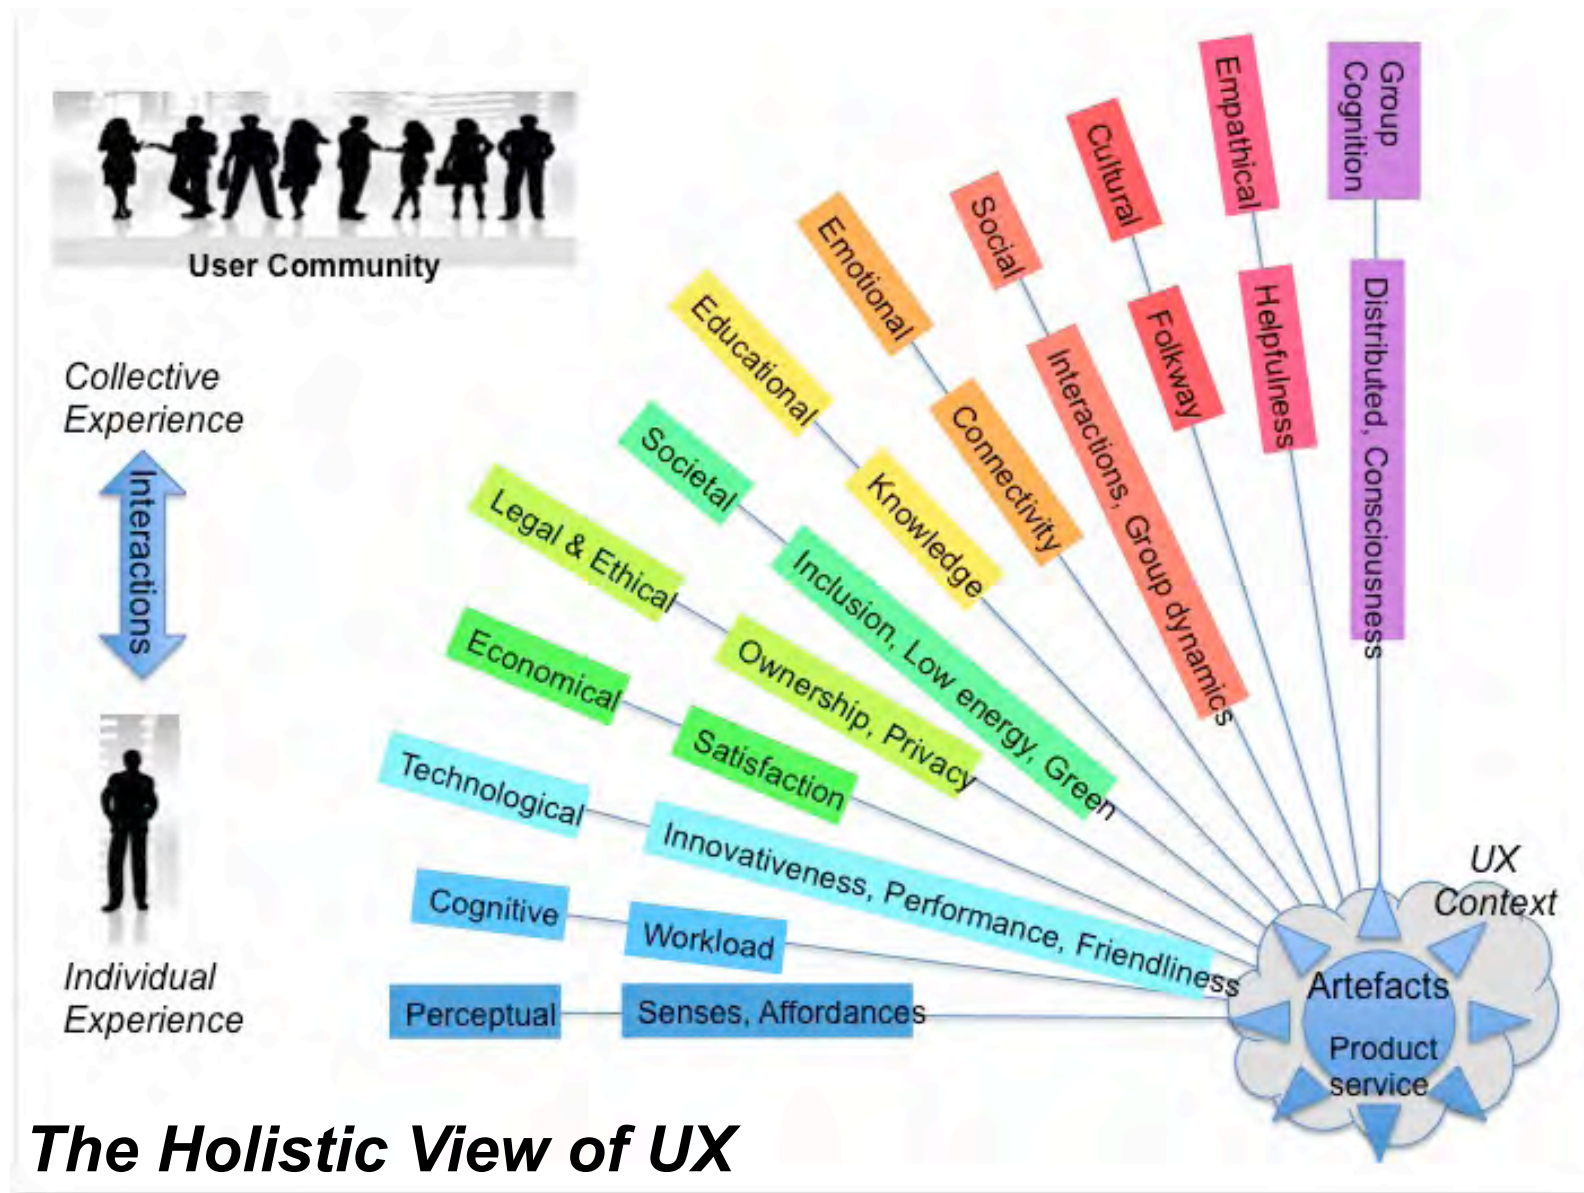 User Community
Collective
Experience
Interactions
Individual
Experience
Group
Cognition
Distributed, Consciousness
Empathical
Helpfulness
Cultural
Folkway
Social
Interactions, Group dynamics
Emotional
Connectivity
Educational
Knowledge
Societal
Inclusion, Low energy, Green
Legal & Ethical
Ownership, Privacy
Economical
Satisfaction
Technological
Innovativeness, Performance, Friendliness
Cognitive
Workload
Perceptual
Senses, Affordances
UX
Context
Artefacts
Product
service
The Holistic View of UX